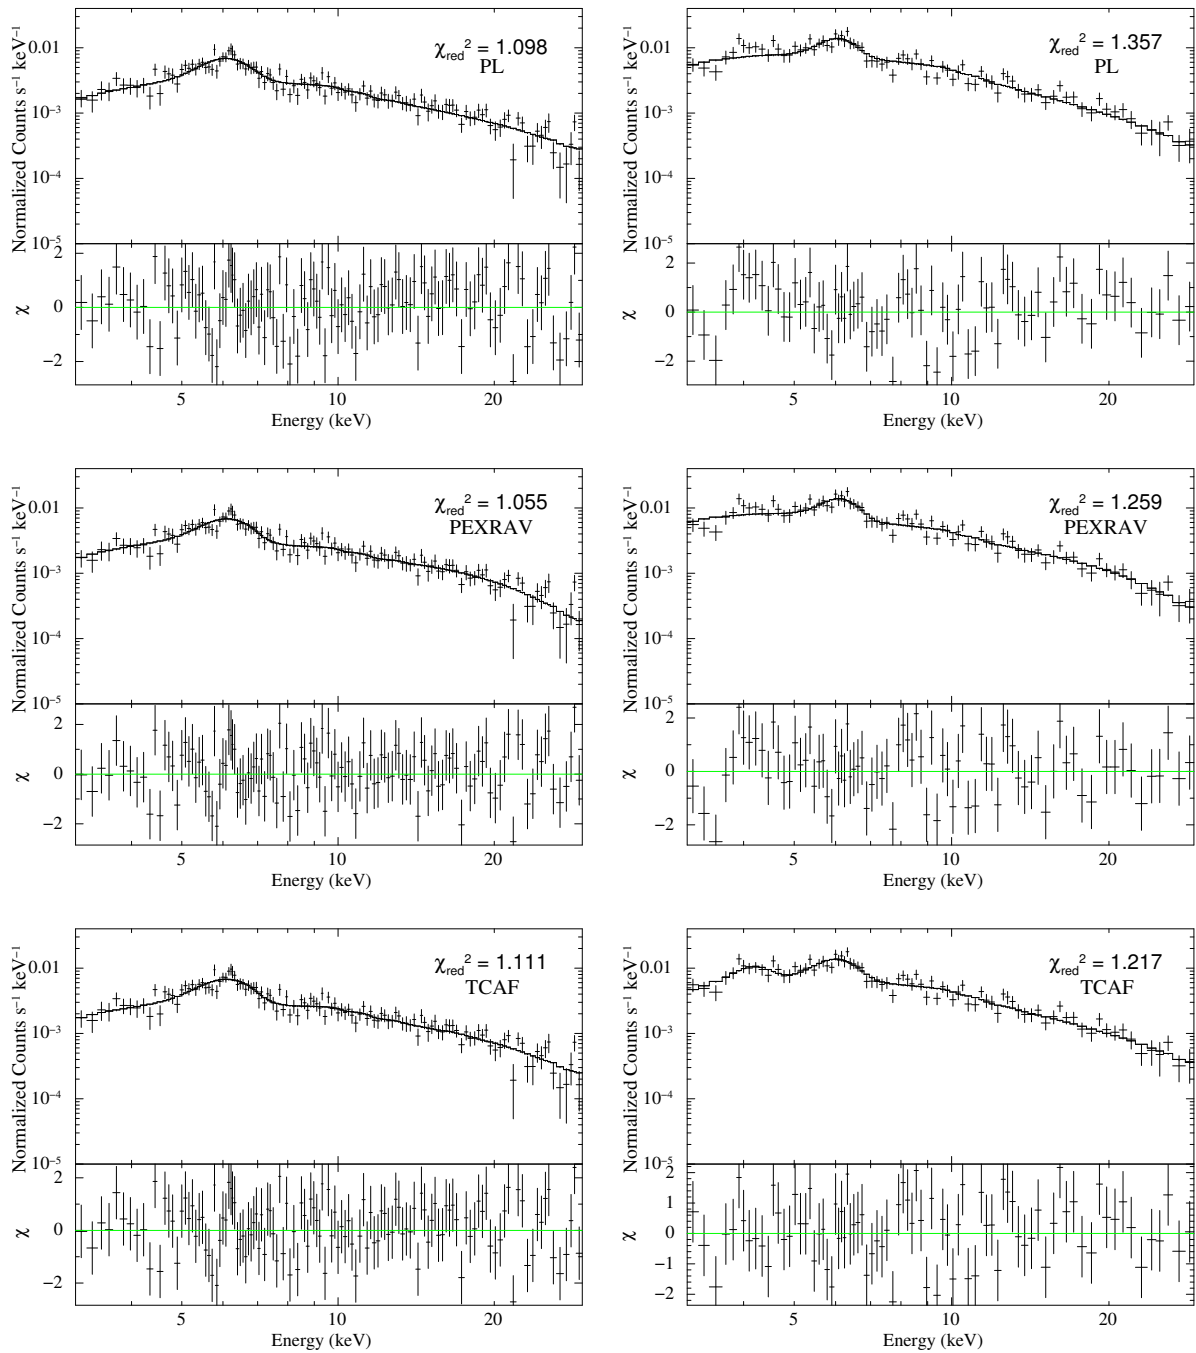 χred² = 1.098
PL
0.01
10⁻³
10⁻⁴
10⁻⁵
Normalized Counts s⁻¹ keV⁻¹
2
0
−2
χ
5 10 20
Energy (keV)
χred² = 1.357
PL
0.01
10⁻³
10⁻⁴
10⁻⁵
Normalized Counts s⁻¹ keV⁻¹
2
0
−2
χ
5 10 20
Energy (keV)
χred² = 1.055
PEXRAV
0.01
10⁻³
10⁻⁴
10⁻⁵
Normalized Counts s⁻¹ keV⁻¹
2
0
−2
χ
5 10 20
Energy (keV)
χred² = 1.259
PEXRAV
0.01
10⁻³
10⁻⁴
10⁻⁵
Normalized Counts s⁻¹ keV⁻¹
2
0
−2
χ
5 10 20
Energy (keV)
χred² = 1.111
TCAF
0.01
10⁻³
10⁻⁴
10⁻⁵
Normalized Counts s⁻¹ keV⁻¹
2
0
−2
χ
5 10 20
Energy (keV)
χred² = 1.217
TCAF
0.01
10⁻³
10⁻⁴
10⁻⁵
Normalized Counts s⁻¹ keV⁻¹
2
1
0
−1
−2
χ
5 10 20
Energy (keV)